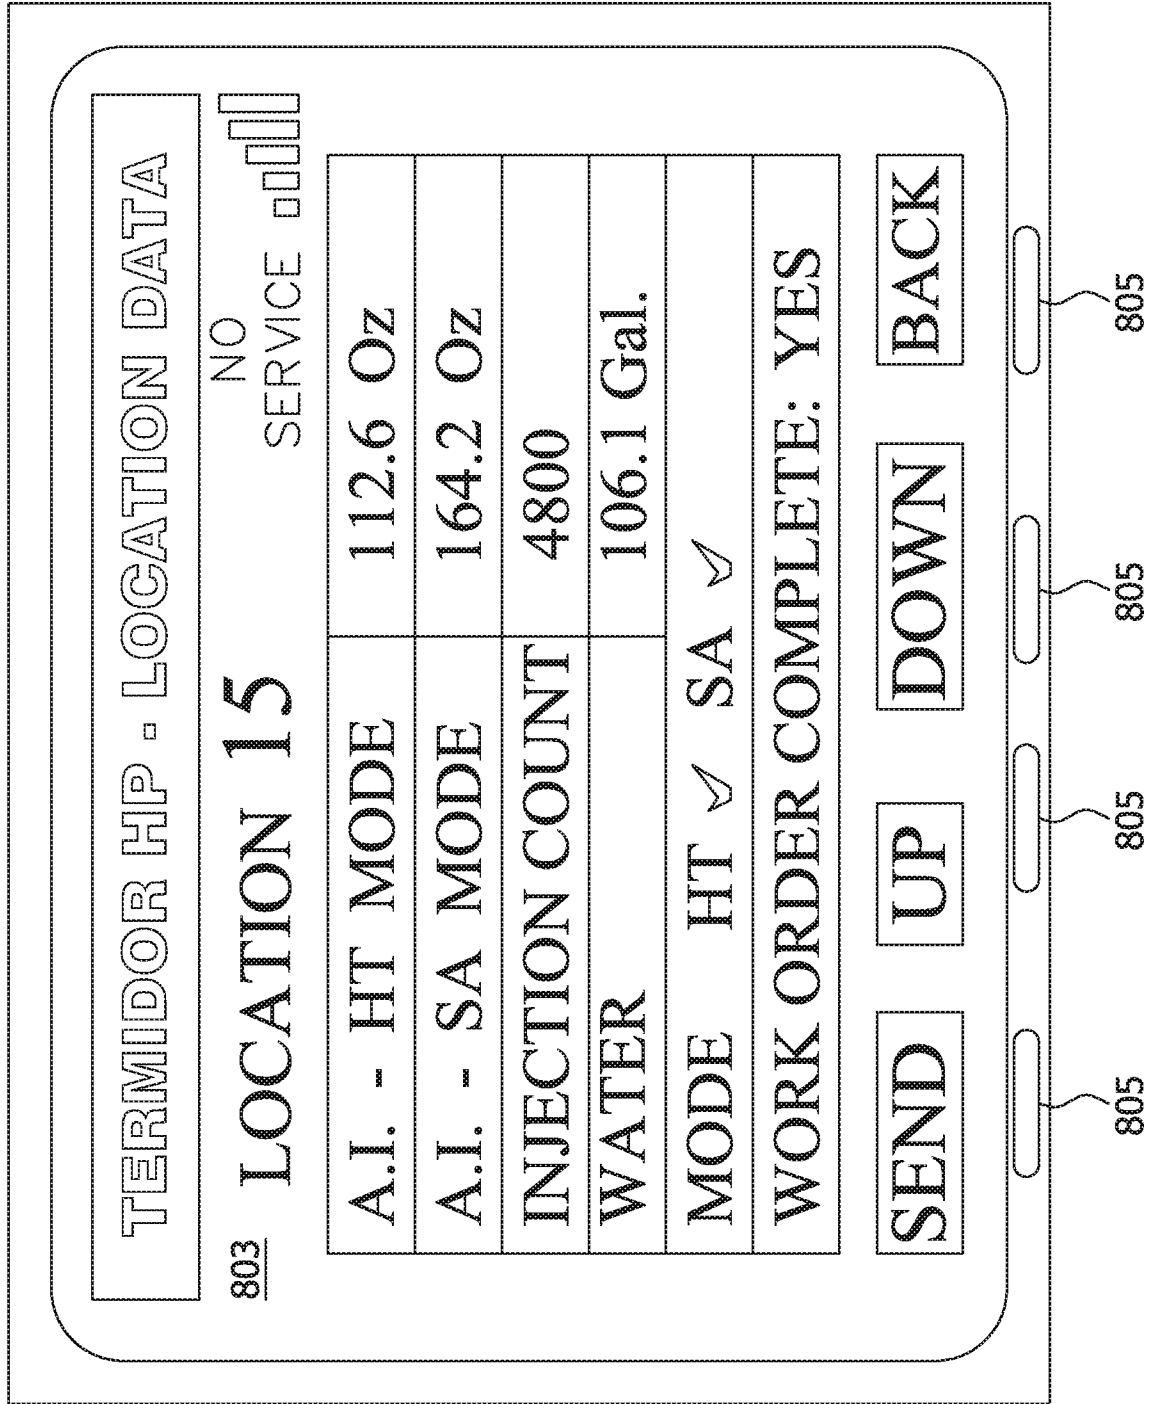 TERMIDOR HP - LOCATION DATA
803 LOCATION 15
NO
SERVICE
A.I. - HT MODE 112.6 Oz
A.I. - SA MODE 164.2 Oz
INJECTION COUNT 4800
WATER 106.1 Gal.
MODE HT ✓ SA ✓
WORK ORDER COMPLETE: YES
SEND UP DOWN BACK
805 805 805 805